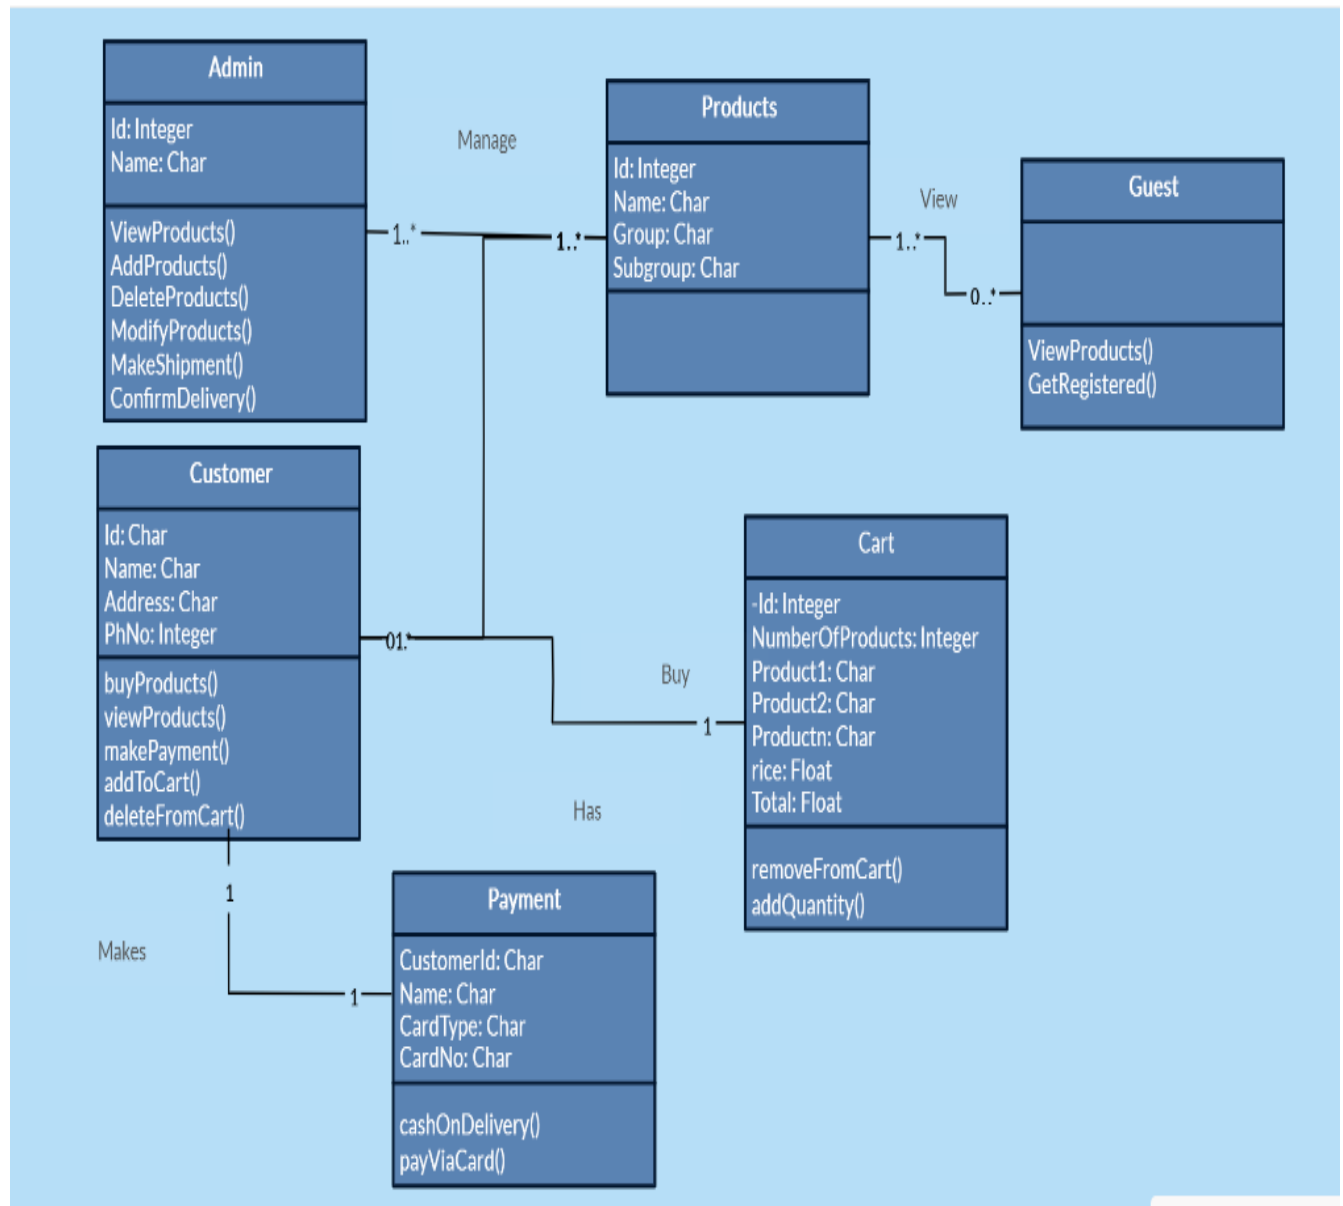 Admin
Id: Integer
Name: Char
ViewProducts()
AddProducts()
DeleteProducts()
ModifyProducts()
MakeShipment()
ConfirmDelivery()
Manage
1..*
1..*
Products
Id: Integer
Name: Char
Group: Char
Subgroup: Char
View
1..*
0..*
Guest
ViewProducts()
GetRegistered()
Customer
Id: Char
Name: Char
Address: Char
PhNo: Integer
buyProducts()
viewProducts()
makePayment()
addToCart()
deleteFromCart()
Buy
1
Has
Cart
-Id: Integer
NumberOfProducts: Integer
Product1: Char
Product2: Char
Productn: Char
rice: Float
Total: Float
removeFromCart()
addQuantity()
1
Makes
1
Payment
CustomerId: Char
Name: Char
CardType: Char
CardNo: Char
cashOnDelivery()
payViaCard()